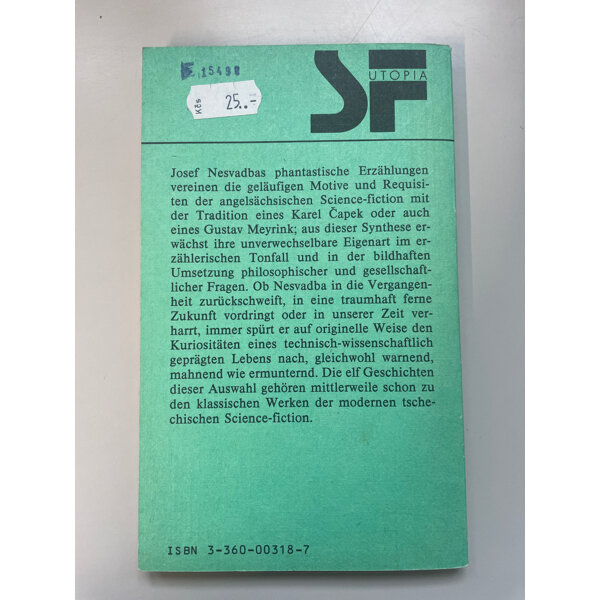 15498
Kčs
25.-
SF
UTOPIA
Josef Nesvadbas phantastische Erzählungen
vereinen die geläufigen Motive und Requisi-
ten der angelsächsischen Science-fiction mit
der Tradition eines Karel Čapek oder auch
eines Gustav Meyrink; aus dieser Synthese er-
wächst ihre unverwechselbare Eigenart im er-
zählerischen Tonfall und in der bildhaften
Umsetzung philosophischer und gesellschaft-
licher Fragen. Ob Nesvadba in die Vergangen-
heit zurückschweift, in eine traumhaft ferne
Zukunft vordringt oder in unserer Zeit ver-
harrt, immer spürt er auf originelle Weise den
Kuriositäten eines technisch-wissenschaftlich
geprägten Lebens nach, gleichwohl warnend,
mahnend wie ermunternd. Die elf Geschichten
dieser Auswahl gehören mittlerweile schon zu
den klassischen Werken der modernen tsche-
chischen Science-fiction.
ISBN 3-360-00318-7